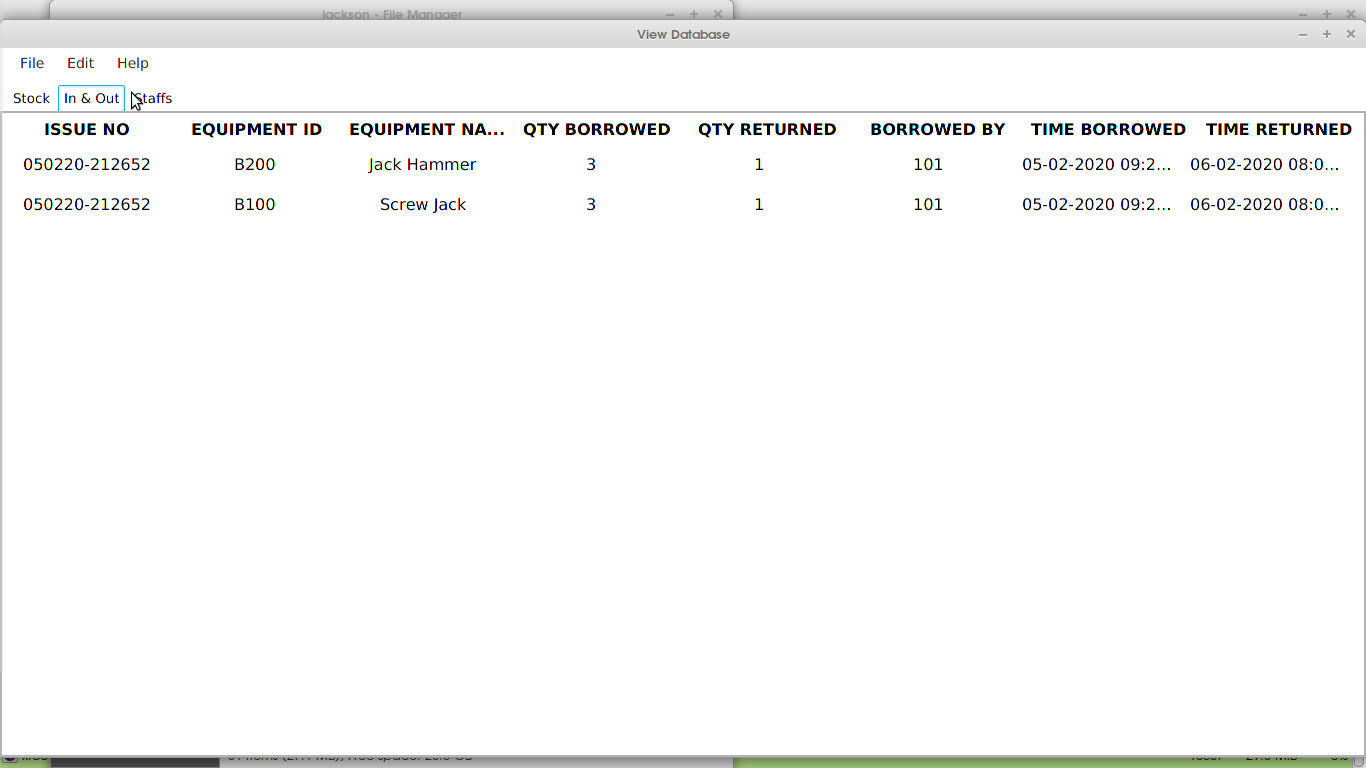 jackson - File Manager
View Database
File Edit Help
Stock In & Out Staffs
ISSUE NO EQUIPMENT ID EQUIPMENT NA... QTY BORROWED QTY RETURNED BORROWED BY TIME BORROWED TIME RETURNED
050220-212652 B200 Jack Hammer 3 1 101 05-02-2020 09:2... 06-02-2020 08:0...
050220-212652 B100 Screw Jack 3 1 101 05-02-2020 09:2... 06-02-2020 08:0...